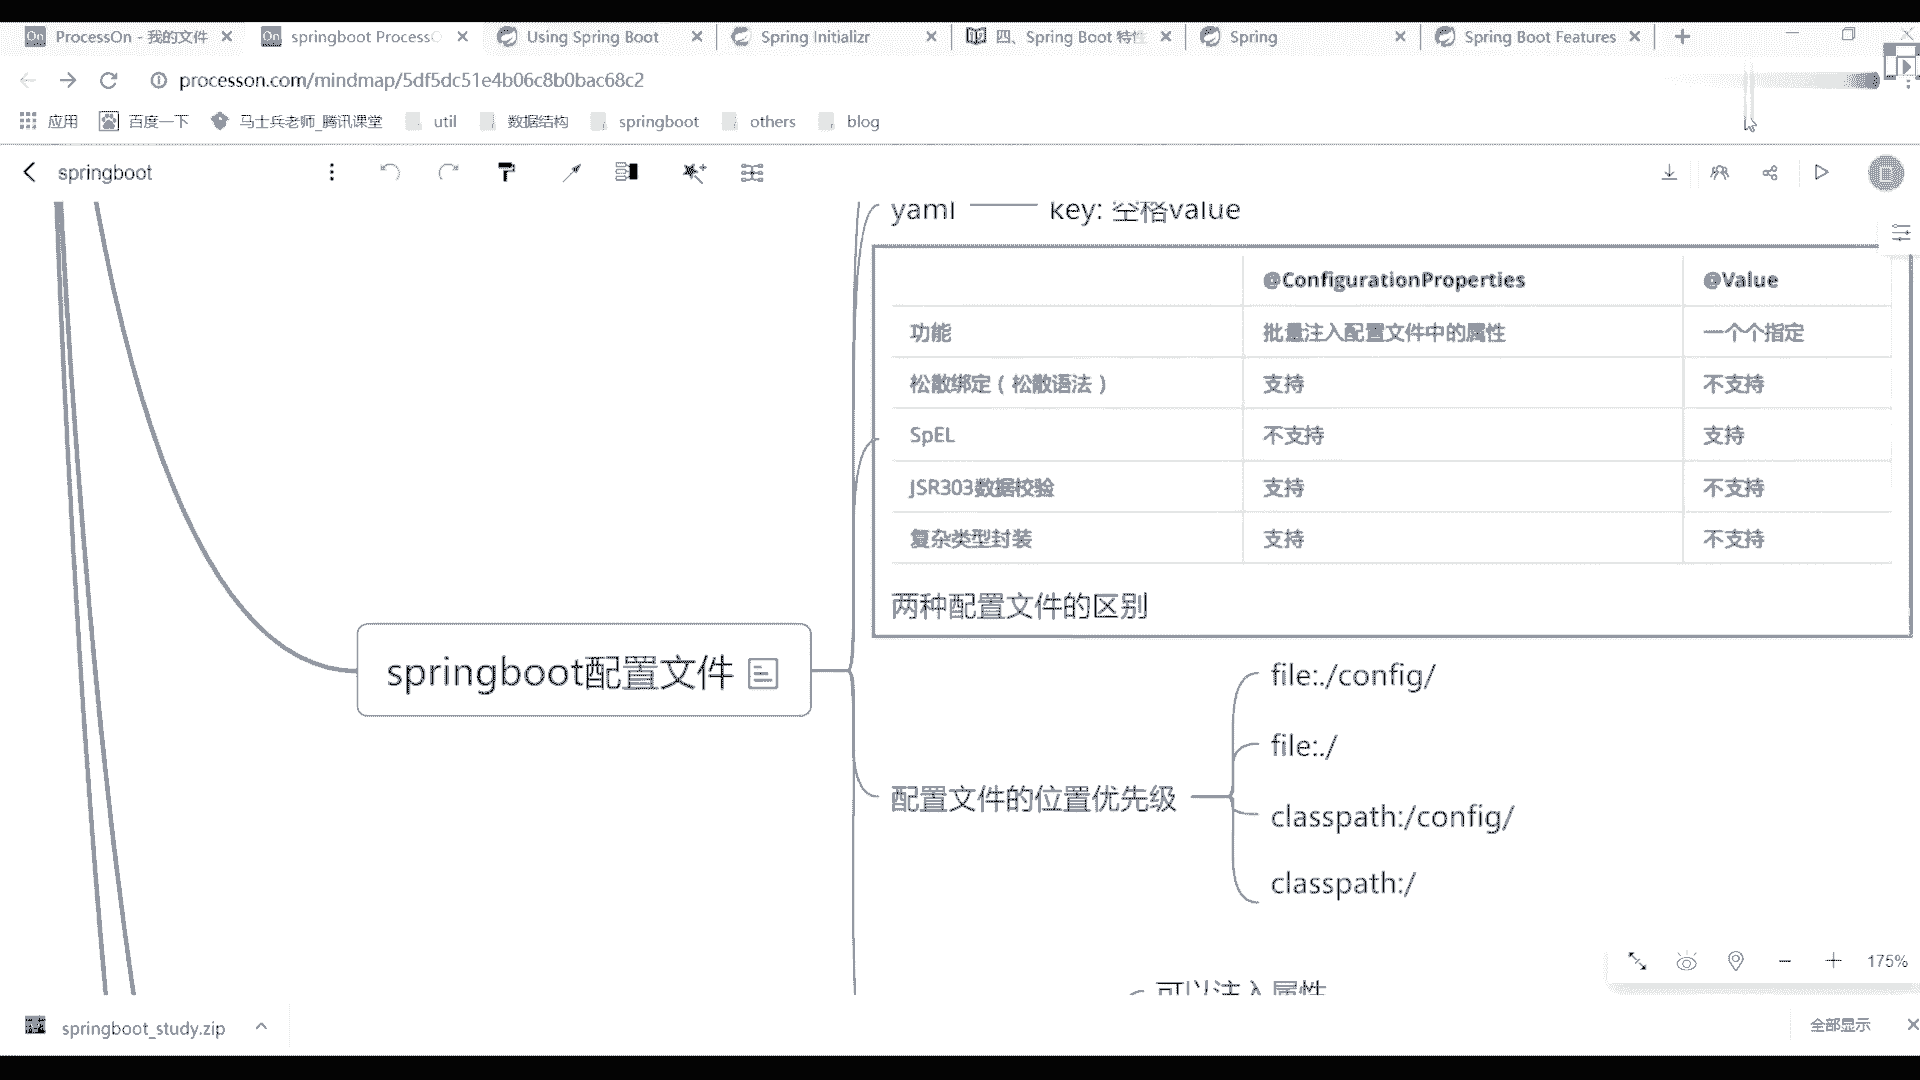 ProcessOn - 我的文件
springboot Process
Using Spring Boot
Spring Initializr
四、Spring Boot 特性
Spring
Spring Boot Features
processon.com/mindmap/5df5dc51e4b06c8b0bac68c2
应用
百度一下
马士兵老师_腾讯课堂
util
数据结构
springboot
others
blog
springboot
yaml
key: 空格value
@ConfigurationProperties @Value
功能 批量注入配置文件中的属性 一个个指定
松散绑定（松散语法） 支持 不支持
SpEL 不支持 支持
JSR303数据校验 支持 不支持
复杂类型封装 支持 不支持
两种配置文件的区别
springboot配置文件
配置文件的位置优先级
file:./config/
file:./
classpath:/config/
classpath:/
可以注入属性
175%
springboot_study.zip
全部显示